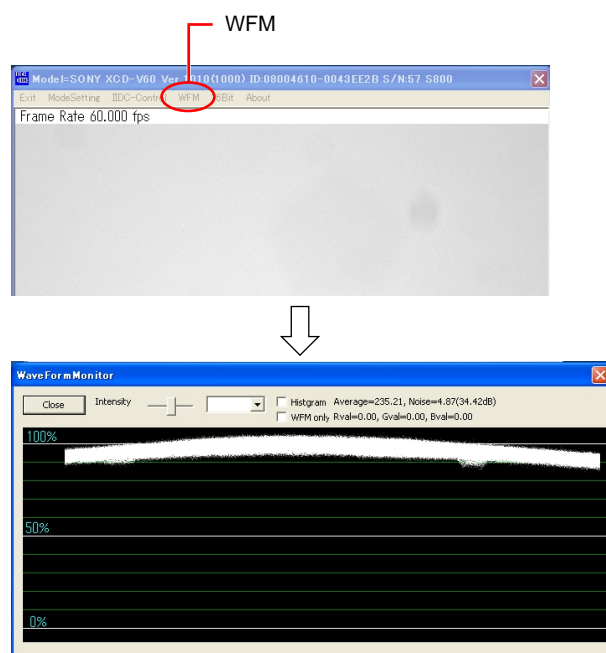 WFM
Model=SONY XCD-V60 Ver 1010(1000) ID:08004610-0043EE2B S/N:57 S800
Exit ModeSetting IIDC-Control WFM 16Bit About
Frame Rate 60.000 fps
WaveFormMonitor
Close Intensity Histgram Average=235.21, Noise=4.87(34.42dB)
WFM only Rval=0.00, Gval=0.00, Bval=0.00
100%
50%
0%